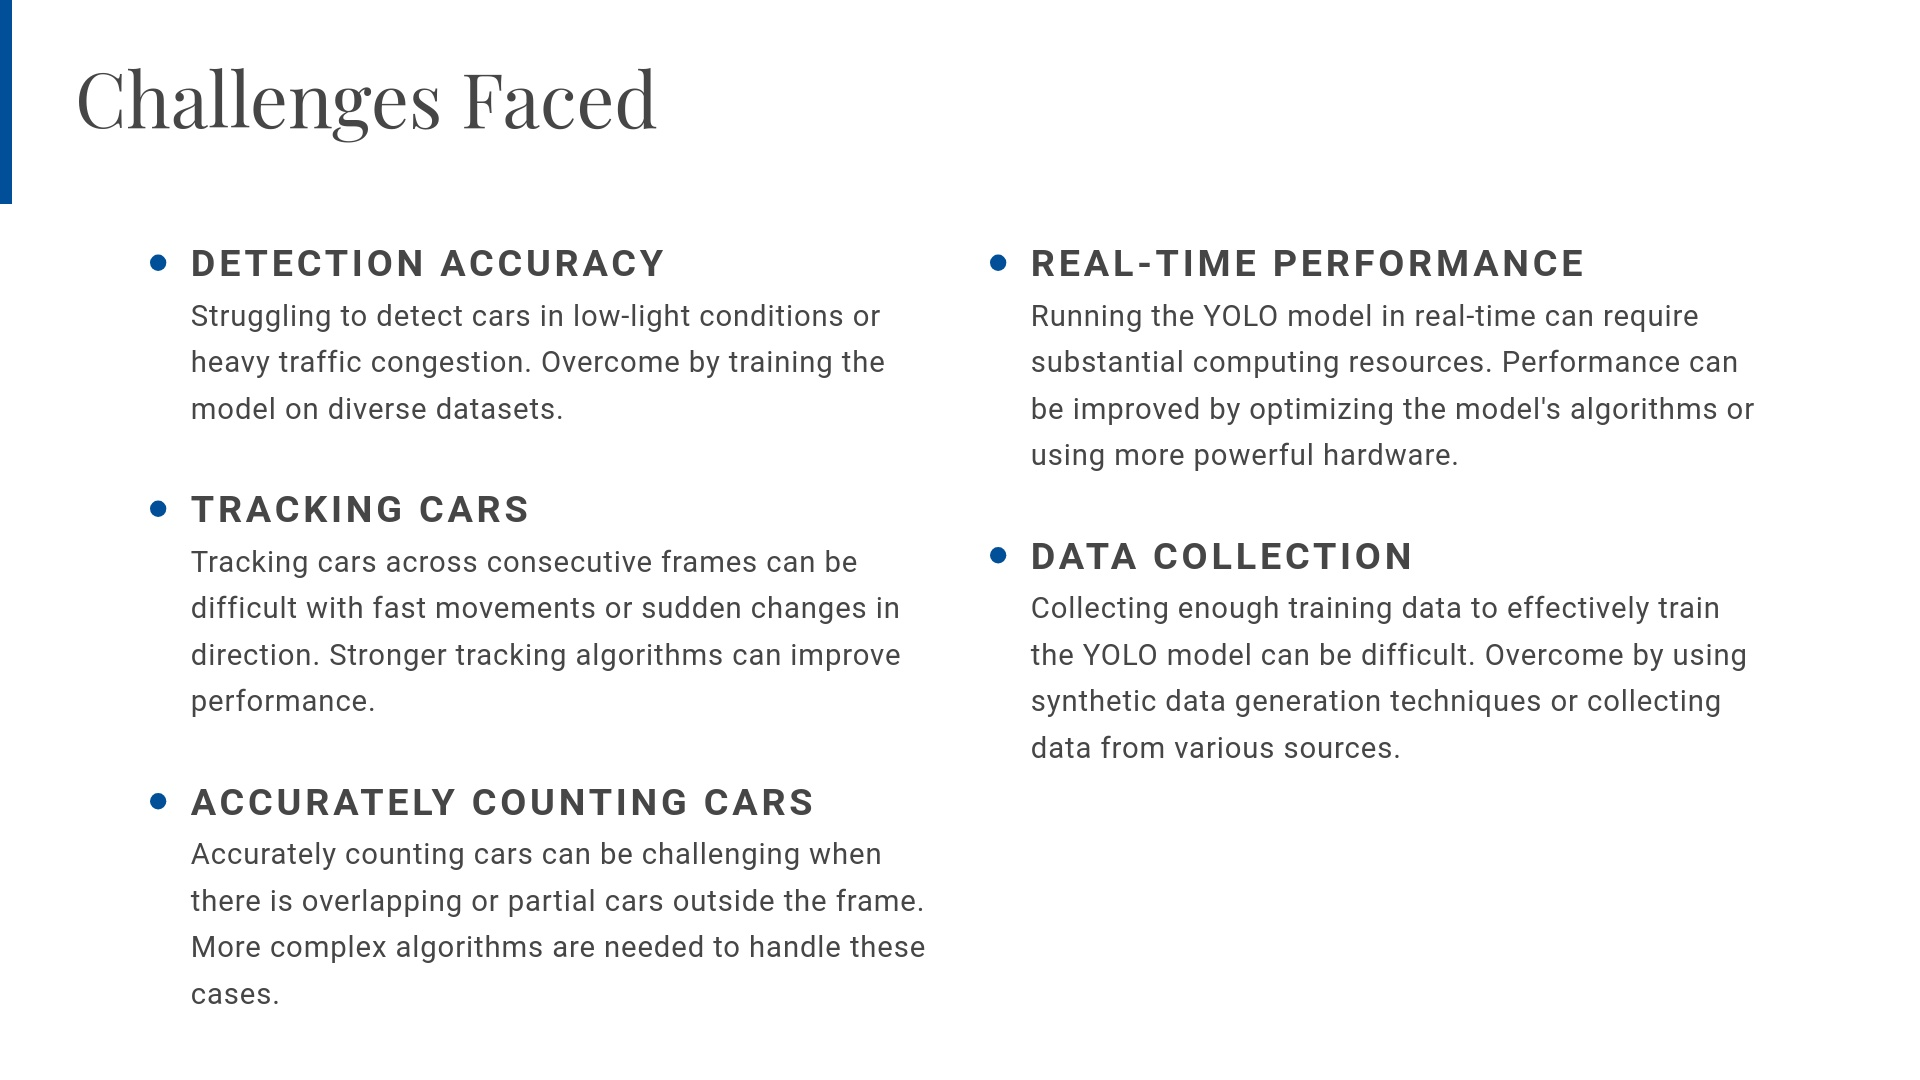 Challenges Faced
DETECTION ACCURACY
Struggling to detect cars in low-light conditions or
heavy traffic congestion. Overcome by training the
model on diverse datasets.
TRACKING CARS
Tracking cars across consecutive frames can be
difficult with fast movements or sudden changes in
direction. Stronger tracking algorithms can improve
performance.
ACCURATELY COUNTING CARS
Accurately counting cars can be challenging when
there is overlapping or partial cars outside the frame.
More complex algorithms are needed to handle these
cases.
REAL-TIME PERFORMANCE
Running the YOLO model in real-time can require
substantial computing resources. Performance can
be improved by optimizing the model's algorithms or
using more powerful hardware.
DATA COLLECTION
Collecting enough training data to effectively train
the YOLO model can be difficult. Overcome by using
synthetic data generation techniques or collecting
data from various sources.